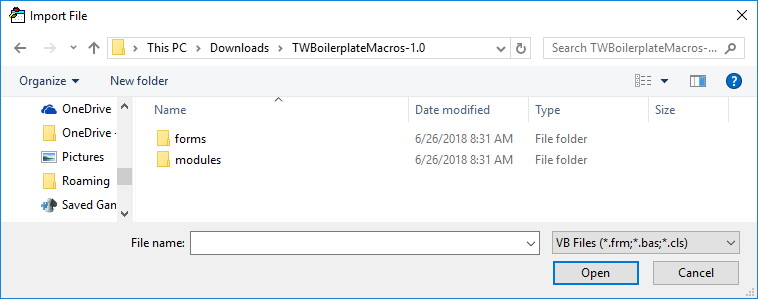 Import File
This PC > Downloads > TWBoilerplateMacros-1.0
Search TWBoilerplateMacros-...
Organize
New folder
?
Name
Date modified
Type
Size
OneDrive
OneDrive -
Pictures
Roaming
Saved Gan
forms 6/26/2018 8:31 AM File folder
modules 6/26/2018 8:31 AM File folder
File name:
VB Files (*.frm;*.bas;*.cls)
Open
Cancel